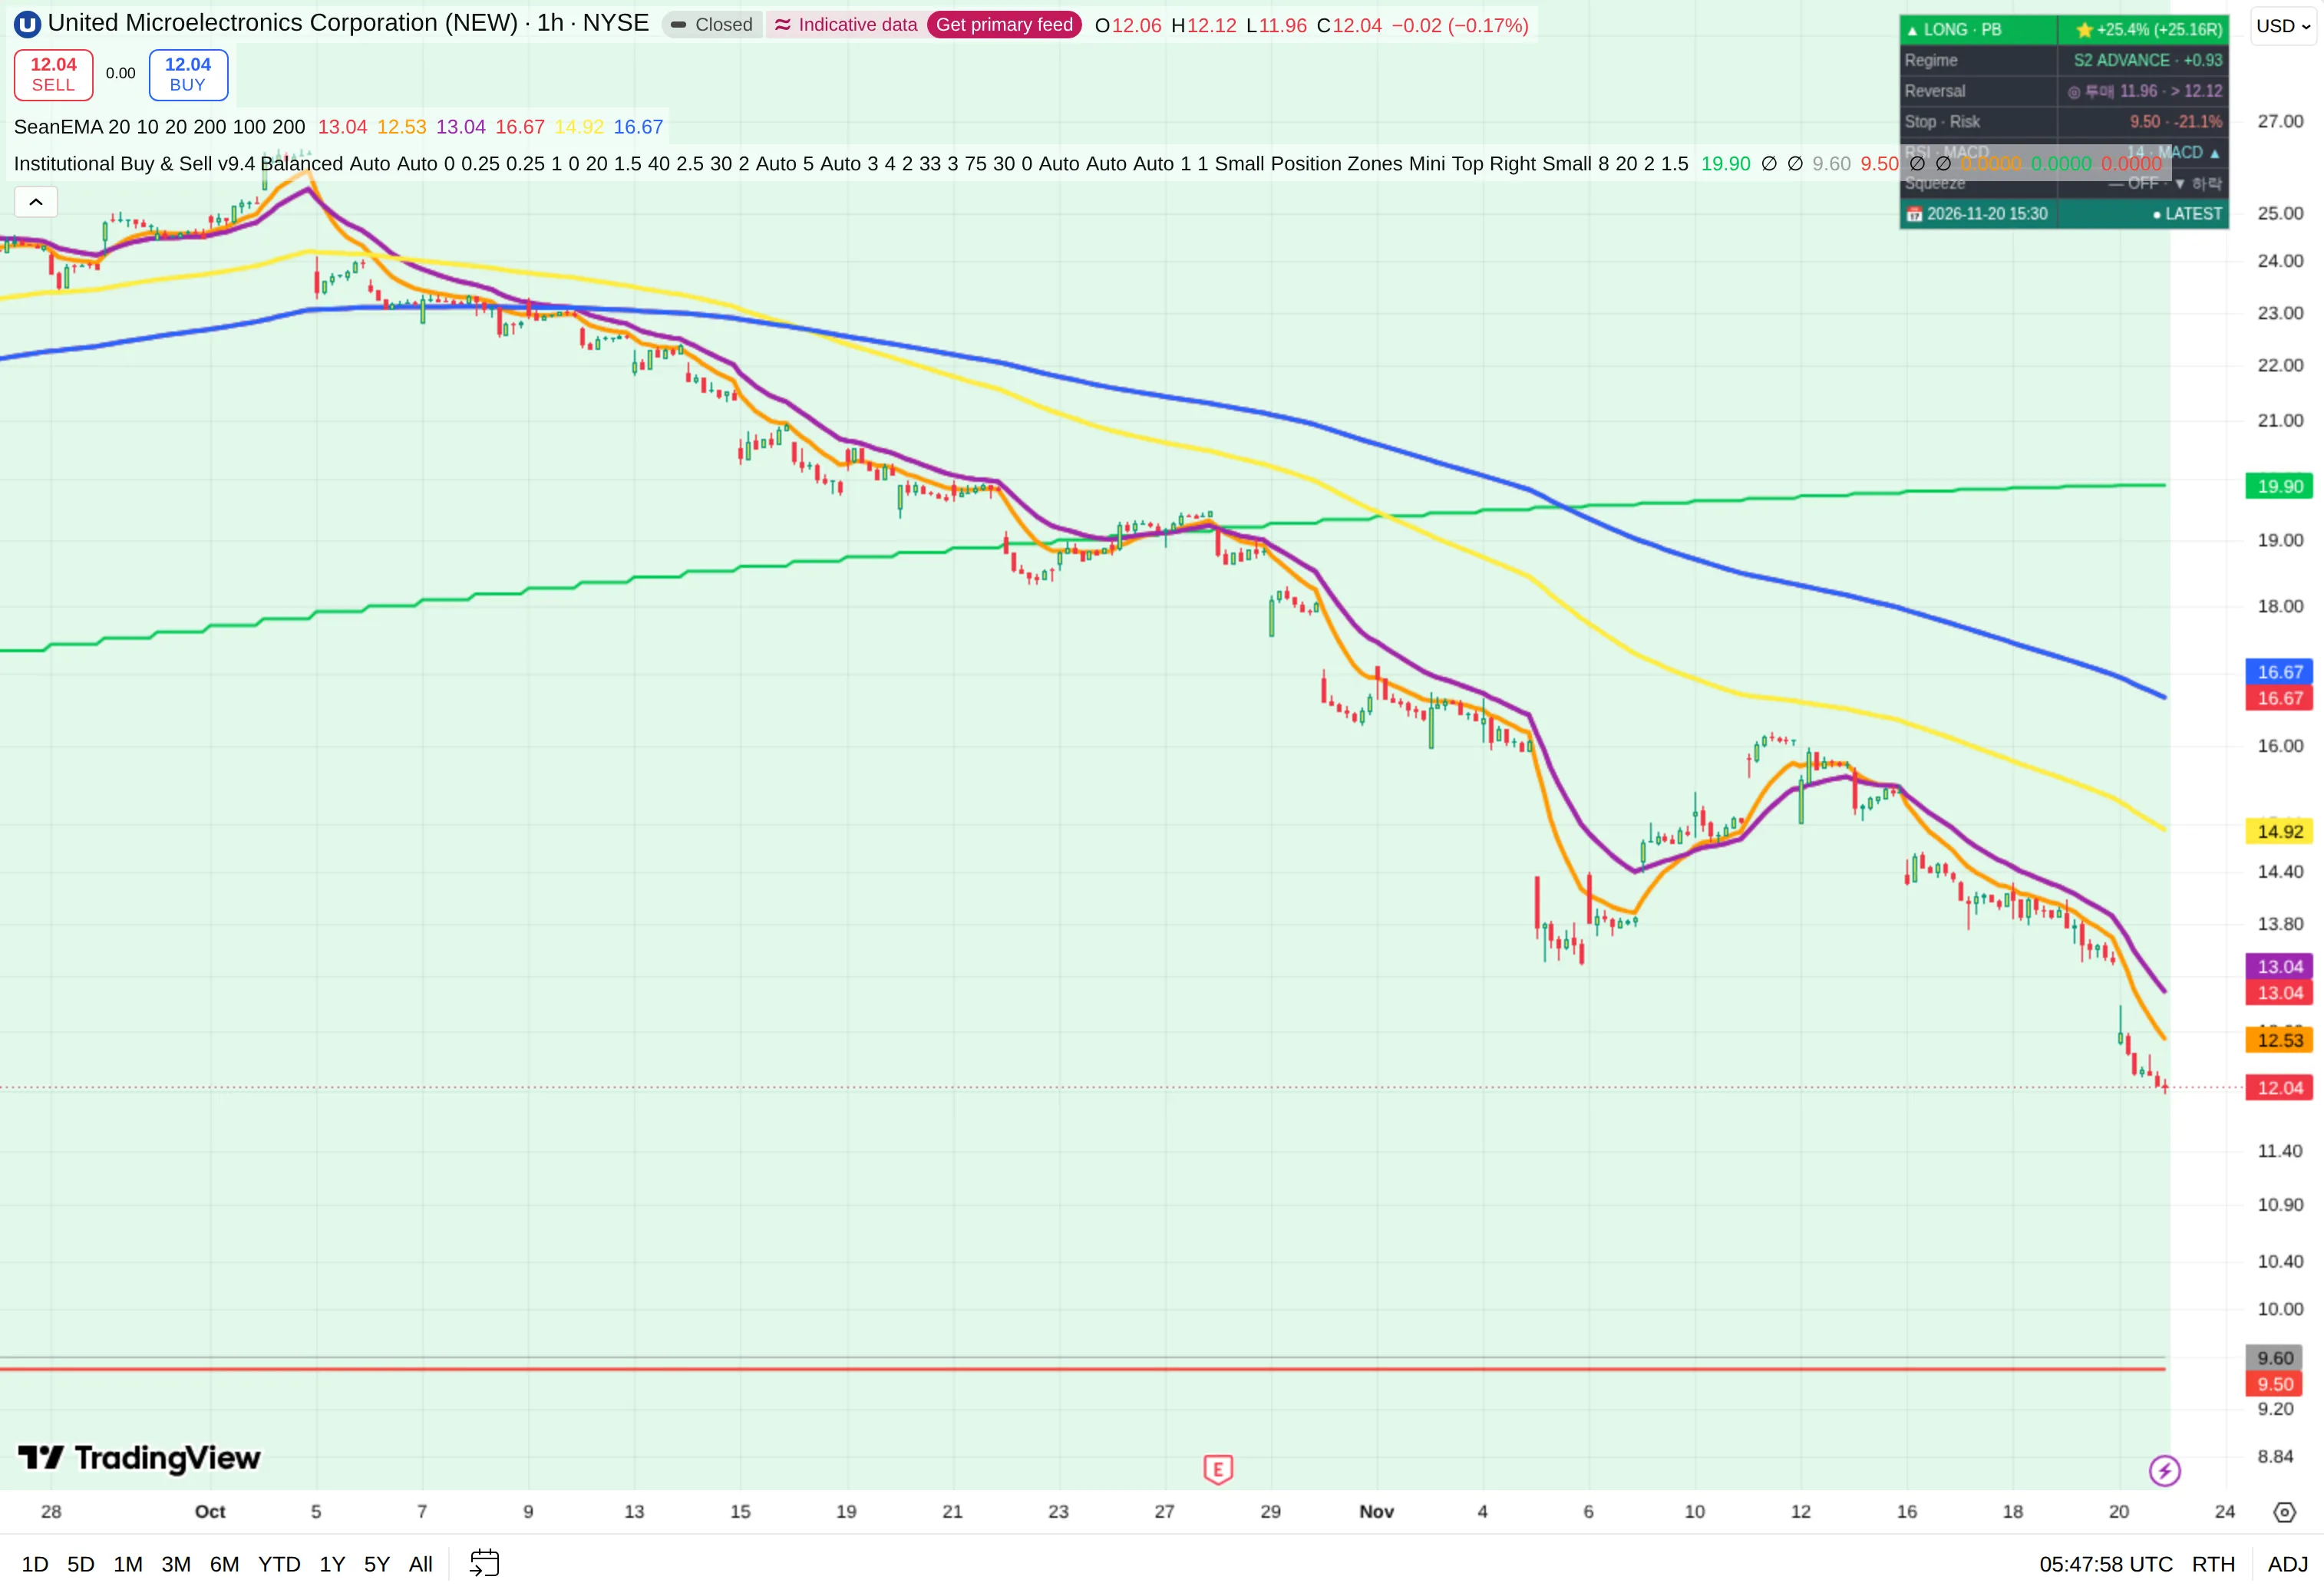 United Microelectronics Corporation (NEW) · 1h · NYSE Closed Indicative data Get primary feed O12.06 H12.12 L11.96 C12.04 −0.02 (−0.17%)
12.04 SELL 0.00 12.04 BUY
SeanEMA 20 10 20 200 100 200 13.04 12.53 13.04 16.67 14.92 16.67
Institutional Buy & Sell v9.4 Balanced Auto Auto 0 0.25 0.25 1 0 20 1.5 40 2.5 30 2 Auto 5 Auto 3 4 2 33 3 75 30 0 Auto Auto Auto 1 1 Small Position Zones Mini Top Right Small 8 20 2 1.5 19.90 ∅ ∅ 9.60 9.50 ∅ ∅ 0.0000 0.0000 0.0000
▲ LONG · PB ⭐ +25.4% (+25.16R)
Regime S2 ADVANCE · +0.93
Reversal ◎ 투매 11.96 · > 12.12
Stop · Risk 9.50 · -21.1%
RSI · MACD 14 · MACD ▲
Squeeze — OFF · ▼ 하락
📅 2026-11-20 15:30 ● LATEST
USD
27.00
25.00
24.00
23.00
22.00
21.00
19.90
19.00
18.00
16.67
16.67
16.00
14.92
14.40
13.80
13.04
13.04
12.53
12.04
11.40
10.90
10.40
10.00
9.60
9.50
9.20
8.84
TradingView
E
28 Oct 5 7 9 13 15 19 21 23 27 29 Nov 4 6 10 12 16 18 20 24
1D 5D 1M 3M 6M YTD 1Y 5Y All 05:47:58 UTC RTH ADJ